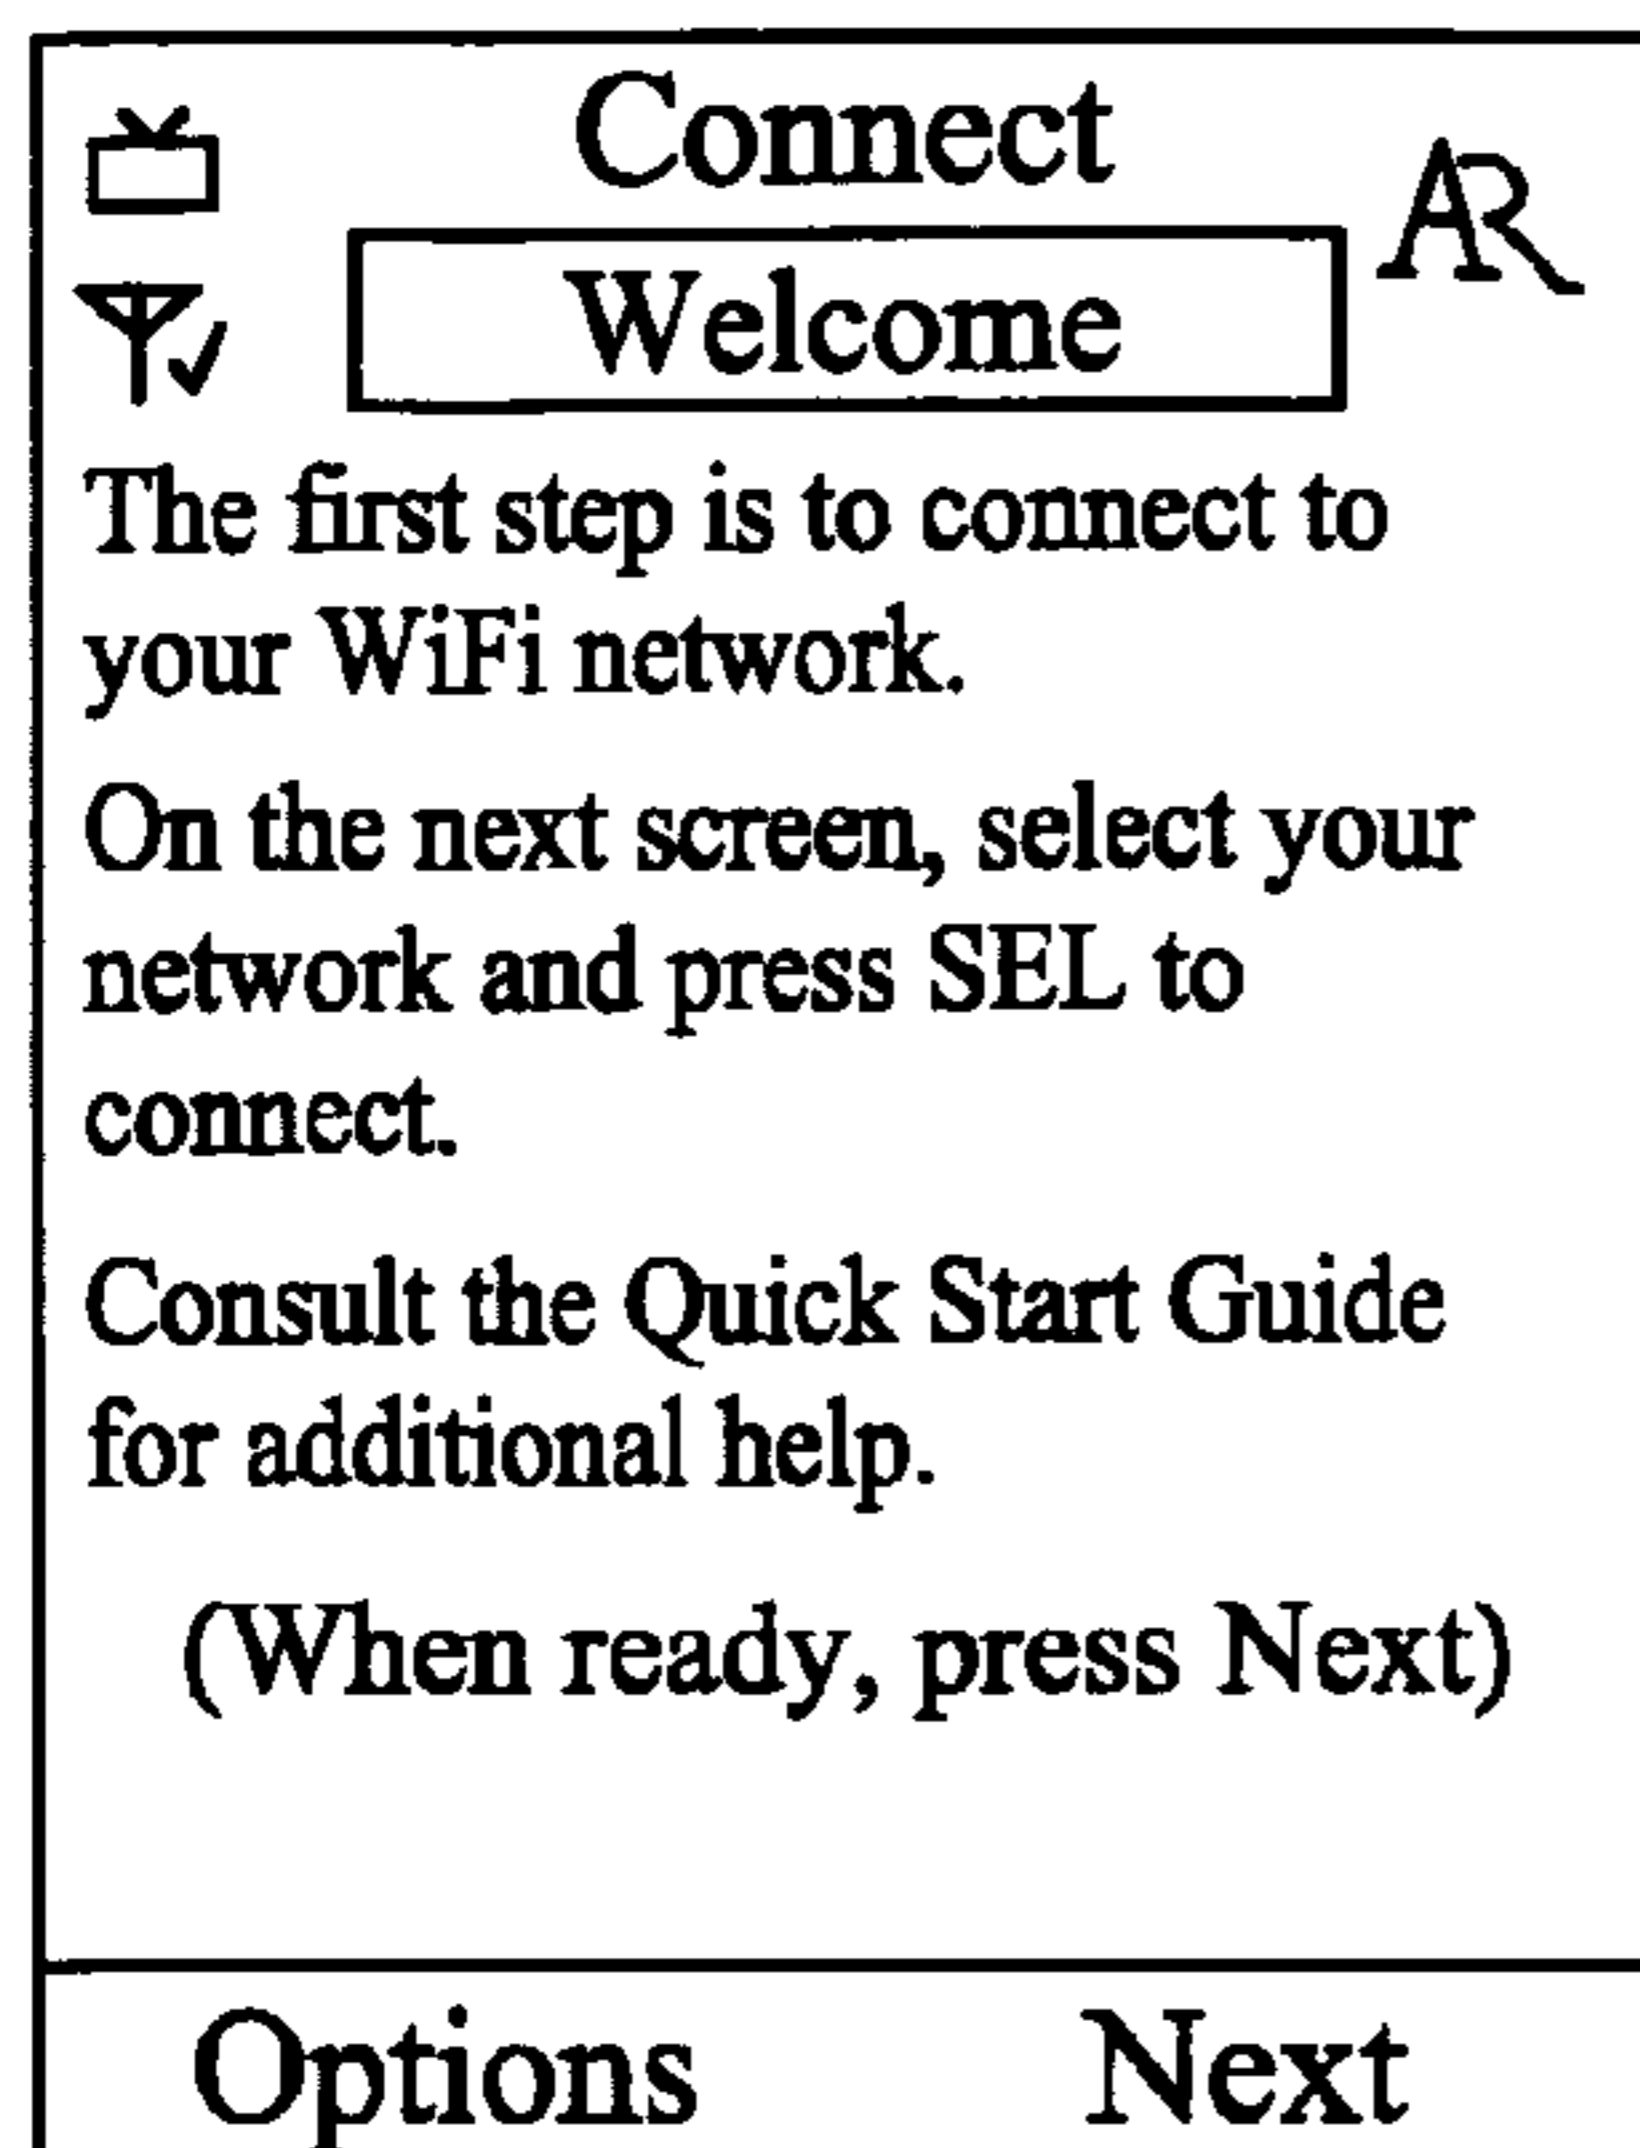 Connect
AR
Welcome
The first step is to connect to
your WiFi network.
On the next screen, select your
network and press SEL to
connect.
Consult the Quick Start Guide
for additional help.
(When ready, press Next)
Options Next